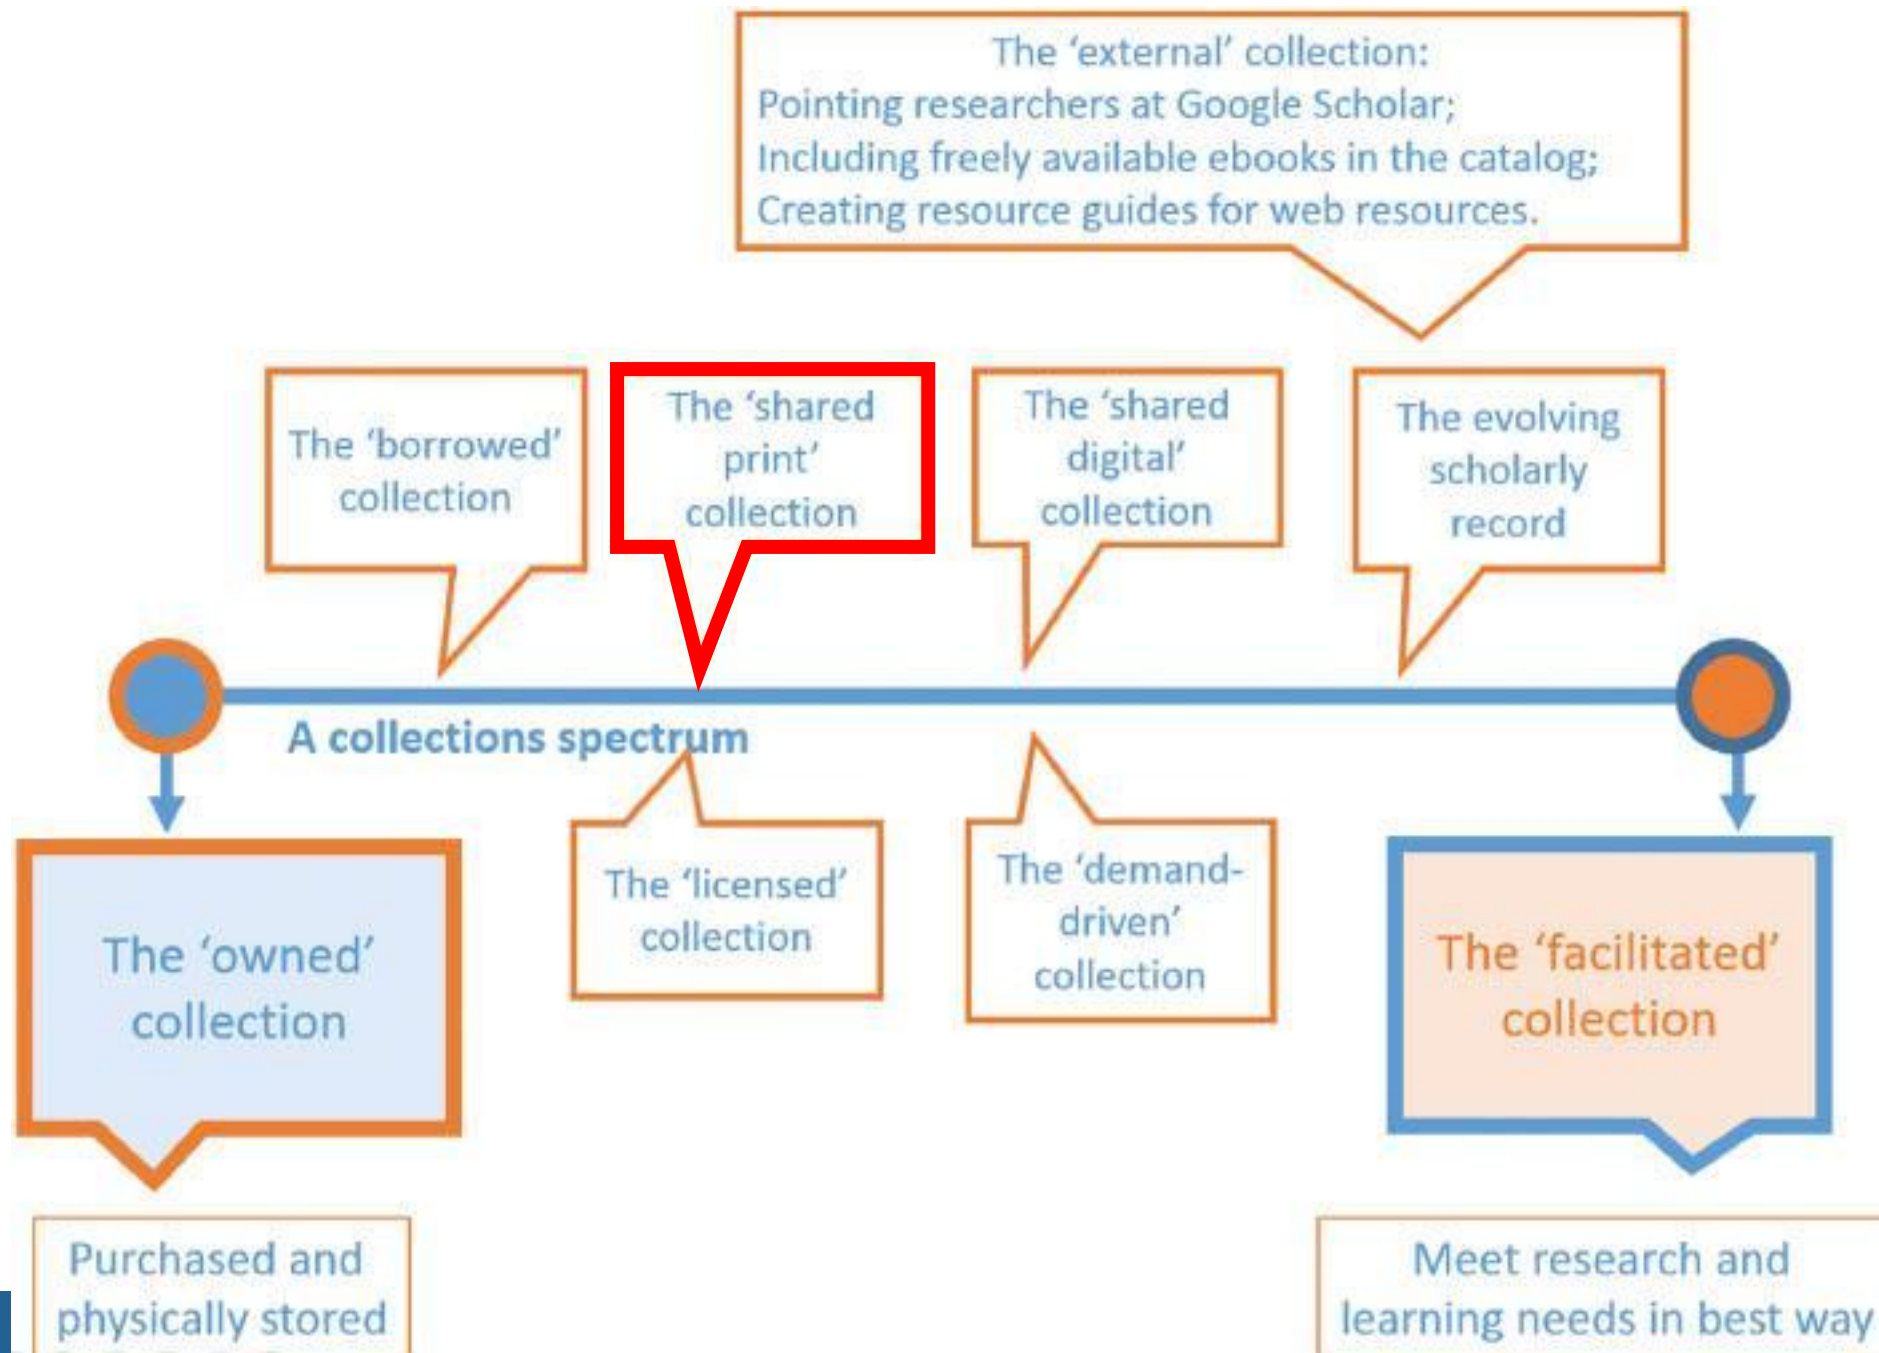 The ‘external’ collection:
Pointing researchers at Google Scholar;
Including freely available ebooks in the catalog;
Creating resource guides for web resources.
The ‘borrowed’
collection
The ‘shared
print’
collection
The ‘shared
digital’
collection
The evolving
scholarly
record
A collections spectrum
The ‘owned’
collection
The ‘licensed’
collection
The ‘demand-
driven’
collection
The ‘facilitated’
collection
Purchased and
physically stored
Meet research and
learning needs in best way